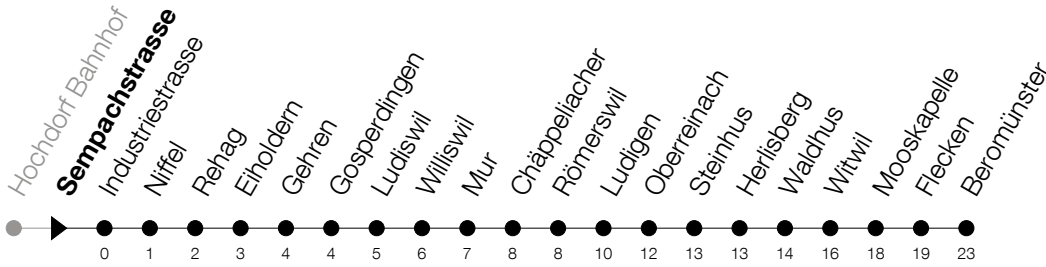 Hochdorf Bahnhof
Sempachstrasse
Industriestrasse
Niffel
Rehag
Eiholdern
Gehren
Gosperdingen
Ludiswil
Williswil
Mur
Chäppeliacher
Römerswil
Ludigen
Oberreinach
Steinhus
Herlisberg
Waldhus
Witwil
Mooskapelle
Flecken
Beromünster
0 1 2 3 4 4 5 6 7 8 8 10 12 13 13 14 16 18 19 23